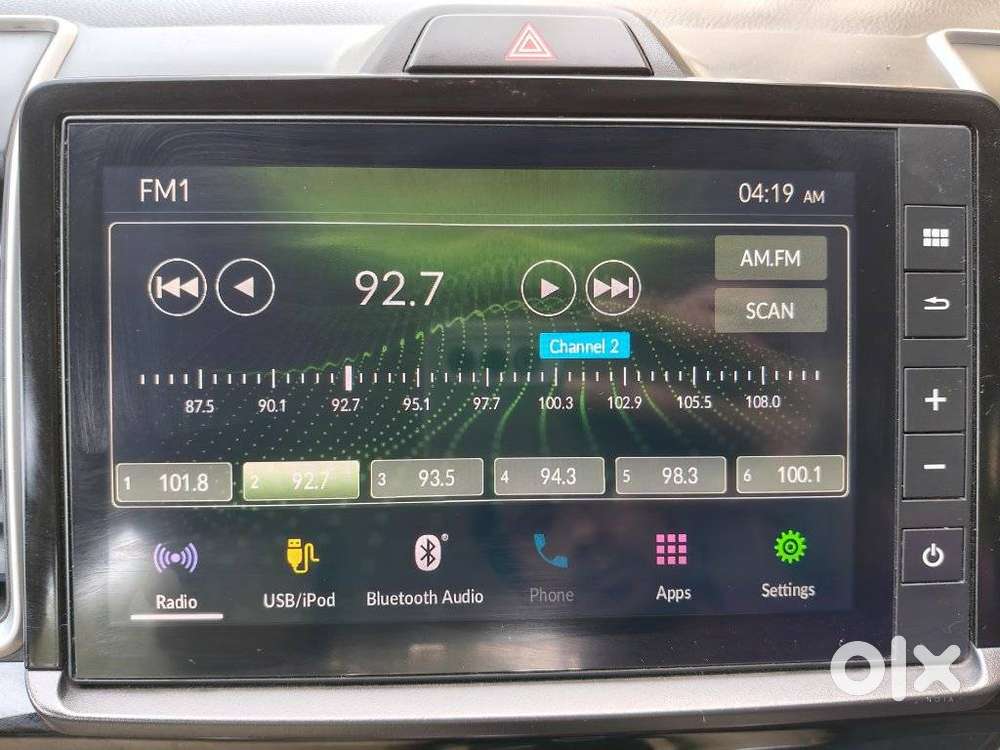 FM1
04:19 AM
92.7
AM.FM
SCAN
Channel 2
87.5 90.1 92.7 95.1 97.7 100.3 102.9 105.5 108.0
1 101.8 2 92.7 3 93.5 4 94.3 5 98.3 6 100.1
Radio USB/iPod Bluetooth Audio Phone Apps Settings
olx